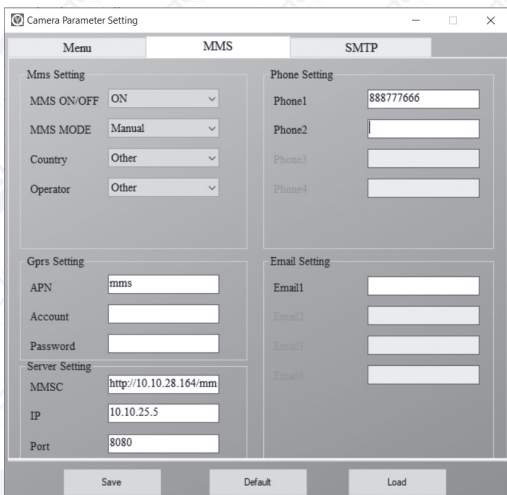 Camera Parameter Setting
Menu
MMS
SMTP
Mms Setting
MMS ON/OFF ON
MMS MODE Manual
Country Other
Operator Other
Phone Setting
Phone1 888777666
Phone2
Phone3
Phone4
Gprs Setting
APN mms
Account
Password
Email Setting
Email1
Email2
Email3
Email4
Server Setting
MMSC http://10.10.28.164/mm
IP 10.10.25.5
Port 8080
Save
Default
Load